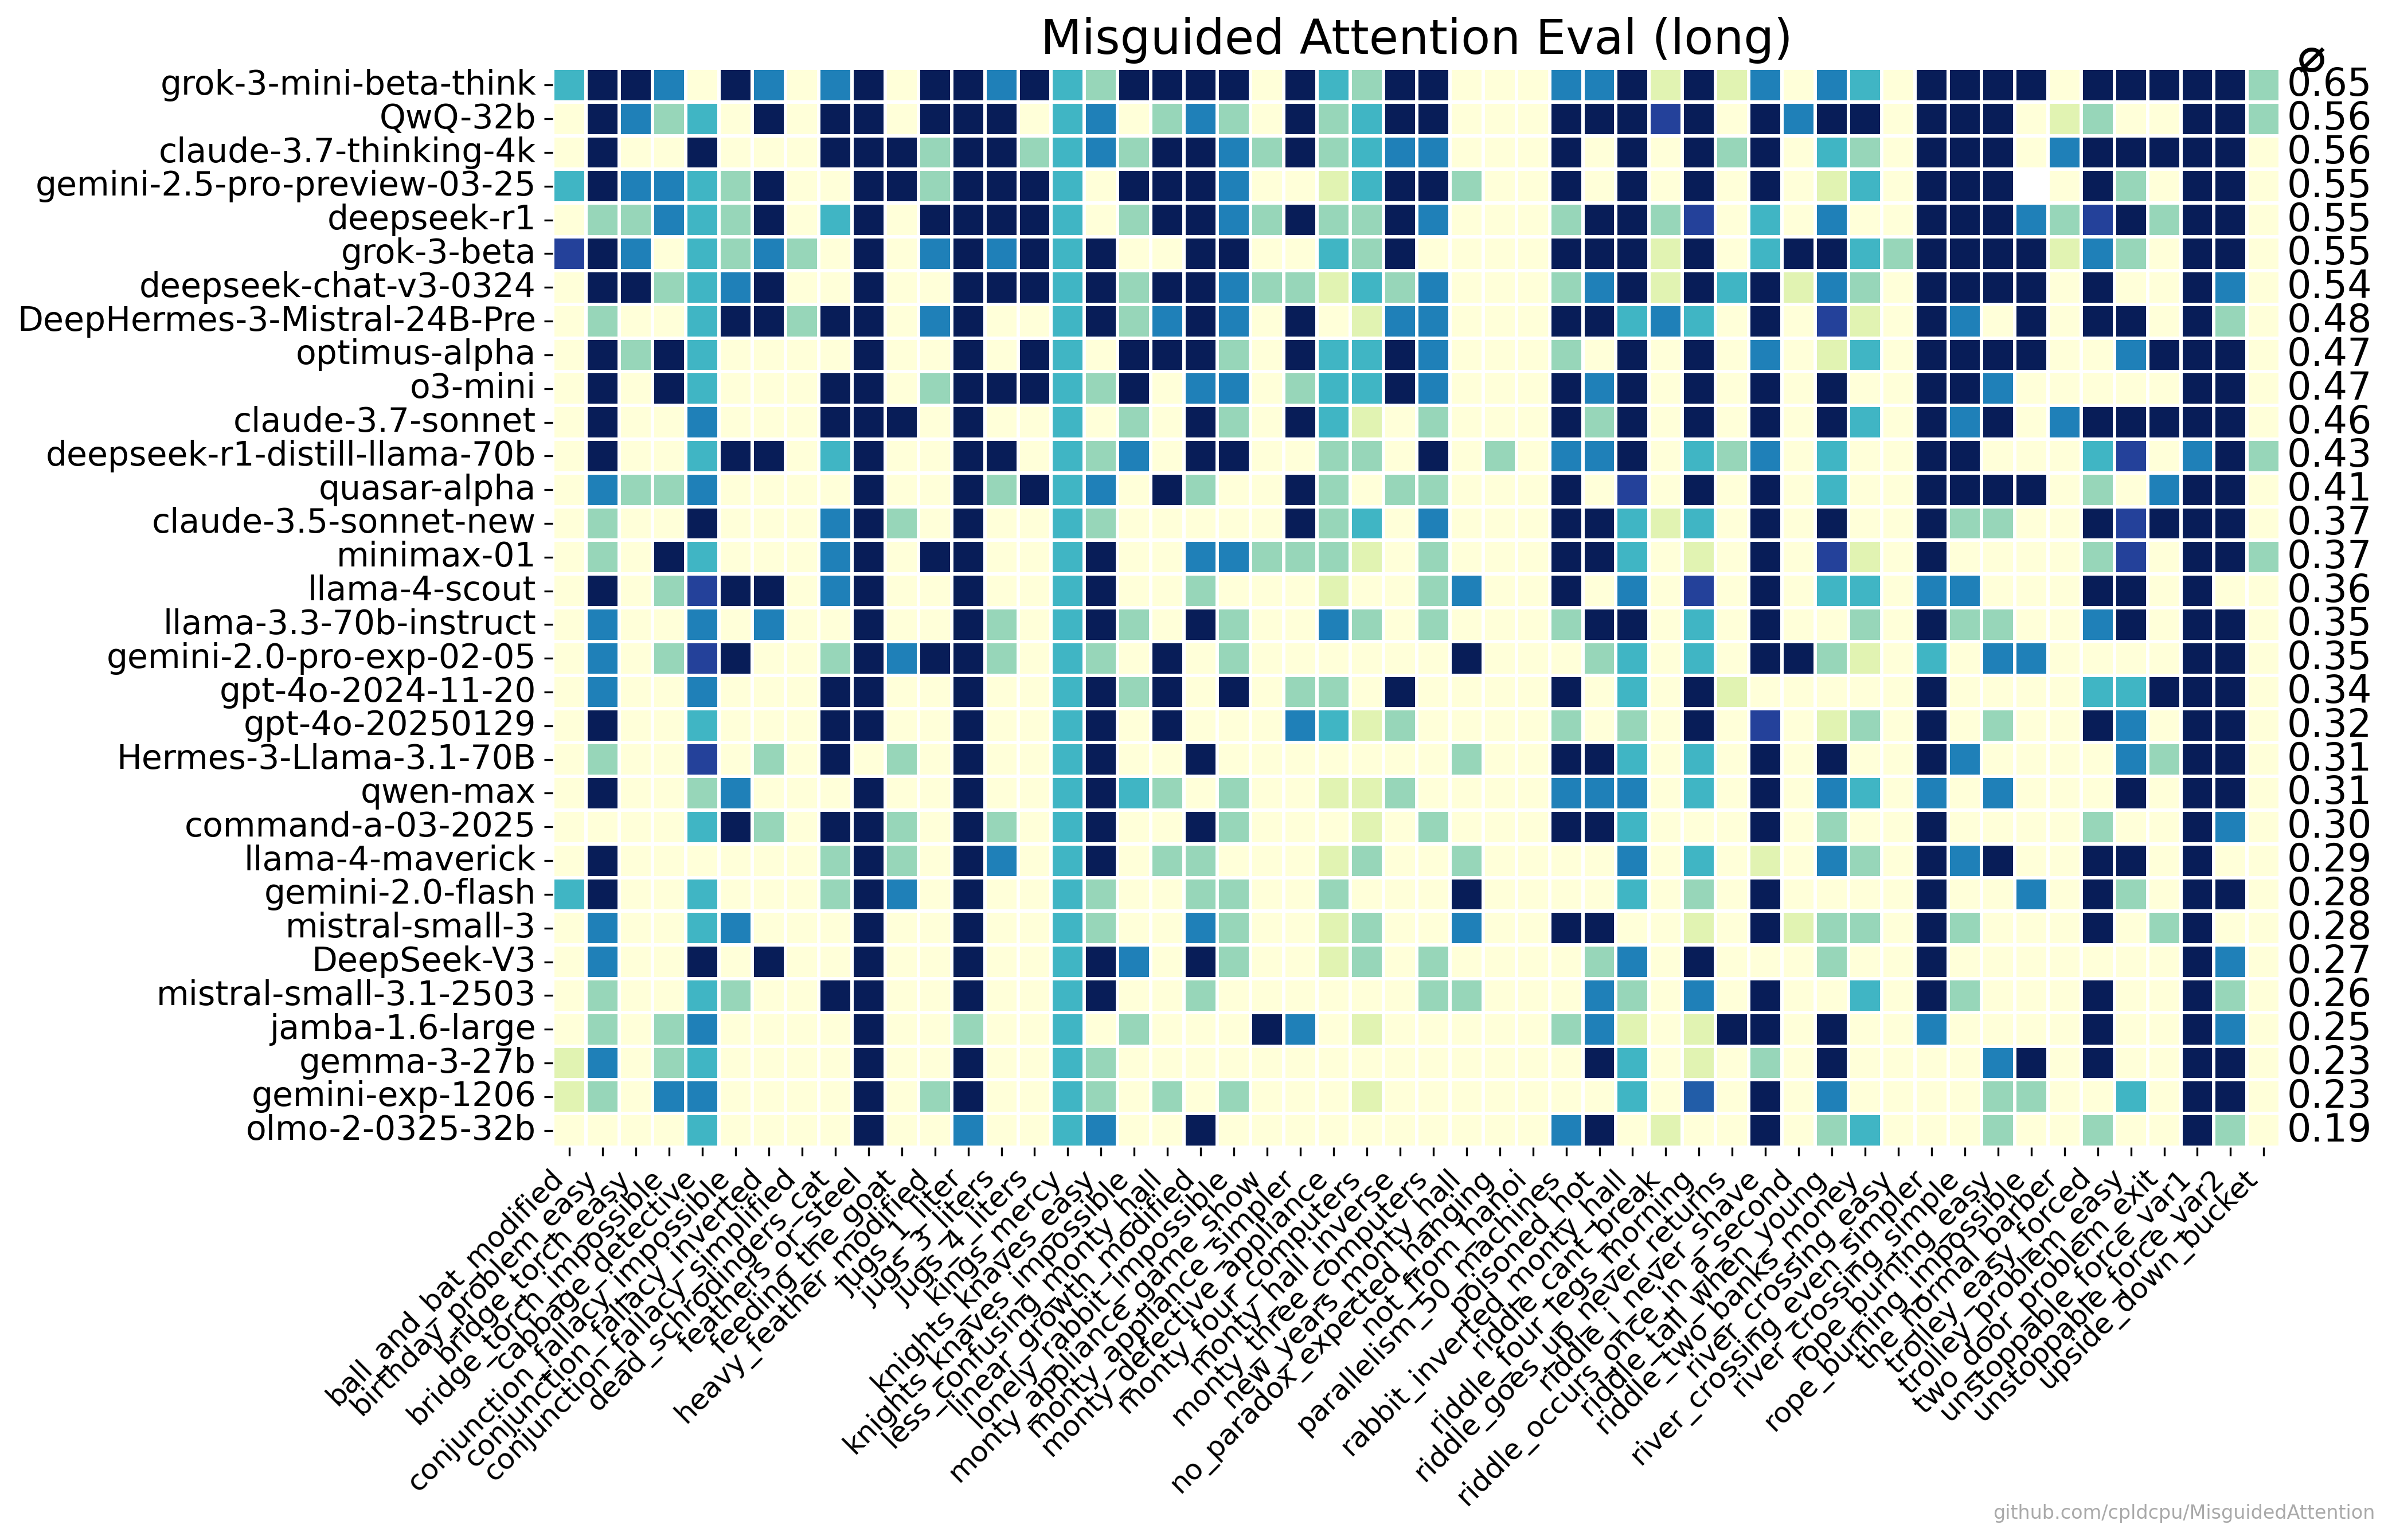 Misguided Attention Eval (long)
ø
grok-3-mini-beta-think 0.65
QwQ-32b 0.56
claude-3.7-thinking-4k 0.56
gemini-2.5-pro-preview-03-25 0.55
deepseek-r1 0.55
grok-3-beta 0.55
deepseek-chat-v3-0324 0.54
DeepHermes-3-Mistral-24B-Pre 0.48
optimus-alpha 0.47
o3-mini 0.47
claude-3.7-sonnet 0.46
deepseek-r1-distill-llama-70b 0.43
quasar-alpha 0.41
claude-3.5-sonnet-new 0.37
minimax-01 0.37
llama-4-scout 0.36
llama-3.3-70b-instruct 0.35
gemini-2.0-pro-exp-02-05 0.35
gpt-4o-2024-11-20 0.34
gpt-4o-20250129 0.32
Hermes-3-Llama-3.1-70B 0.31
qwen-max 0.31
command-a-03-2025 0.30
llama-4-maverick 0.29
gemini-2.0-flash 0.28
mistral-small-3 0.28
DeepSeek-V3 0.27
mistral-small-3.1-2503 0.26
jamba-1.6-large 0.25
gemma-3-27b 0.23
gemini-exp-1206 0.23
olmo-2-0325-32b 0.19
ball_and_bat_modified
birthday_problem_easy
bridge_torch_easy
bridge_torch_impossible
cabbage_detective
conjunction_fallacy_impossible
conjunction_fallacy_inverted
conjunction_fallacy_simplified
dead_schrodingers_cat
feathers_or_steel
feeding_the_goat
heavy_feather_modified
jugs_1_liter
jugs_3_liters
jugs_4_liters
kings_mercy
knights_knaves_easy
knights_knaves_impossible
less_confusing_monty_hall
linear_growth_modified
lonely_rabbit_impossible
monty_appliance_game_show
monty_appliance_simpler
monty_defective_appliance
monty_four_computers
monty_hall_inverse
monty_three_computers
new_years_monty_hall
no_paradox_expected_hanging
not_from_hanoi
parallelism_50_machines
poisoned_hot
rabbit_inverted_monty_hall
riddle_cant_break
riddle_four_legs_morning
riddle_goes_up_never_returns
riddle_i_never_shave
riddle_occurs_once_in_a_second
riddle_tall_when_young
riddle_two_banks_money
river_crossing_easy
river_crossing_even_simpler
river_crossing_simple
rope_burning_easy
rope_burning_impossible
the_normal_barber
trolley_easy_forced
trolley_problem_easy
two_door_problem_exit
unstoppable_force_var1
unstoppable_force_var2
upside_down_bucket
github.com/cpldcpu/MisguidedAttention